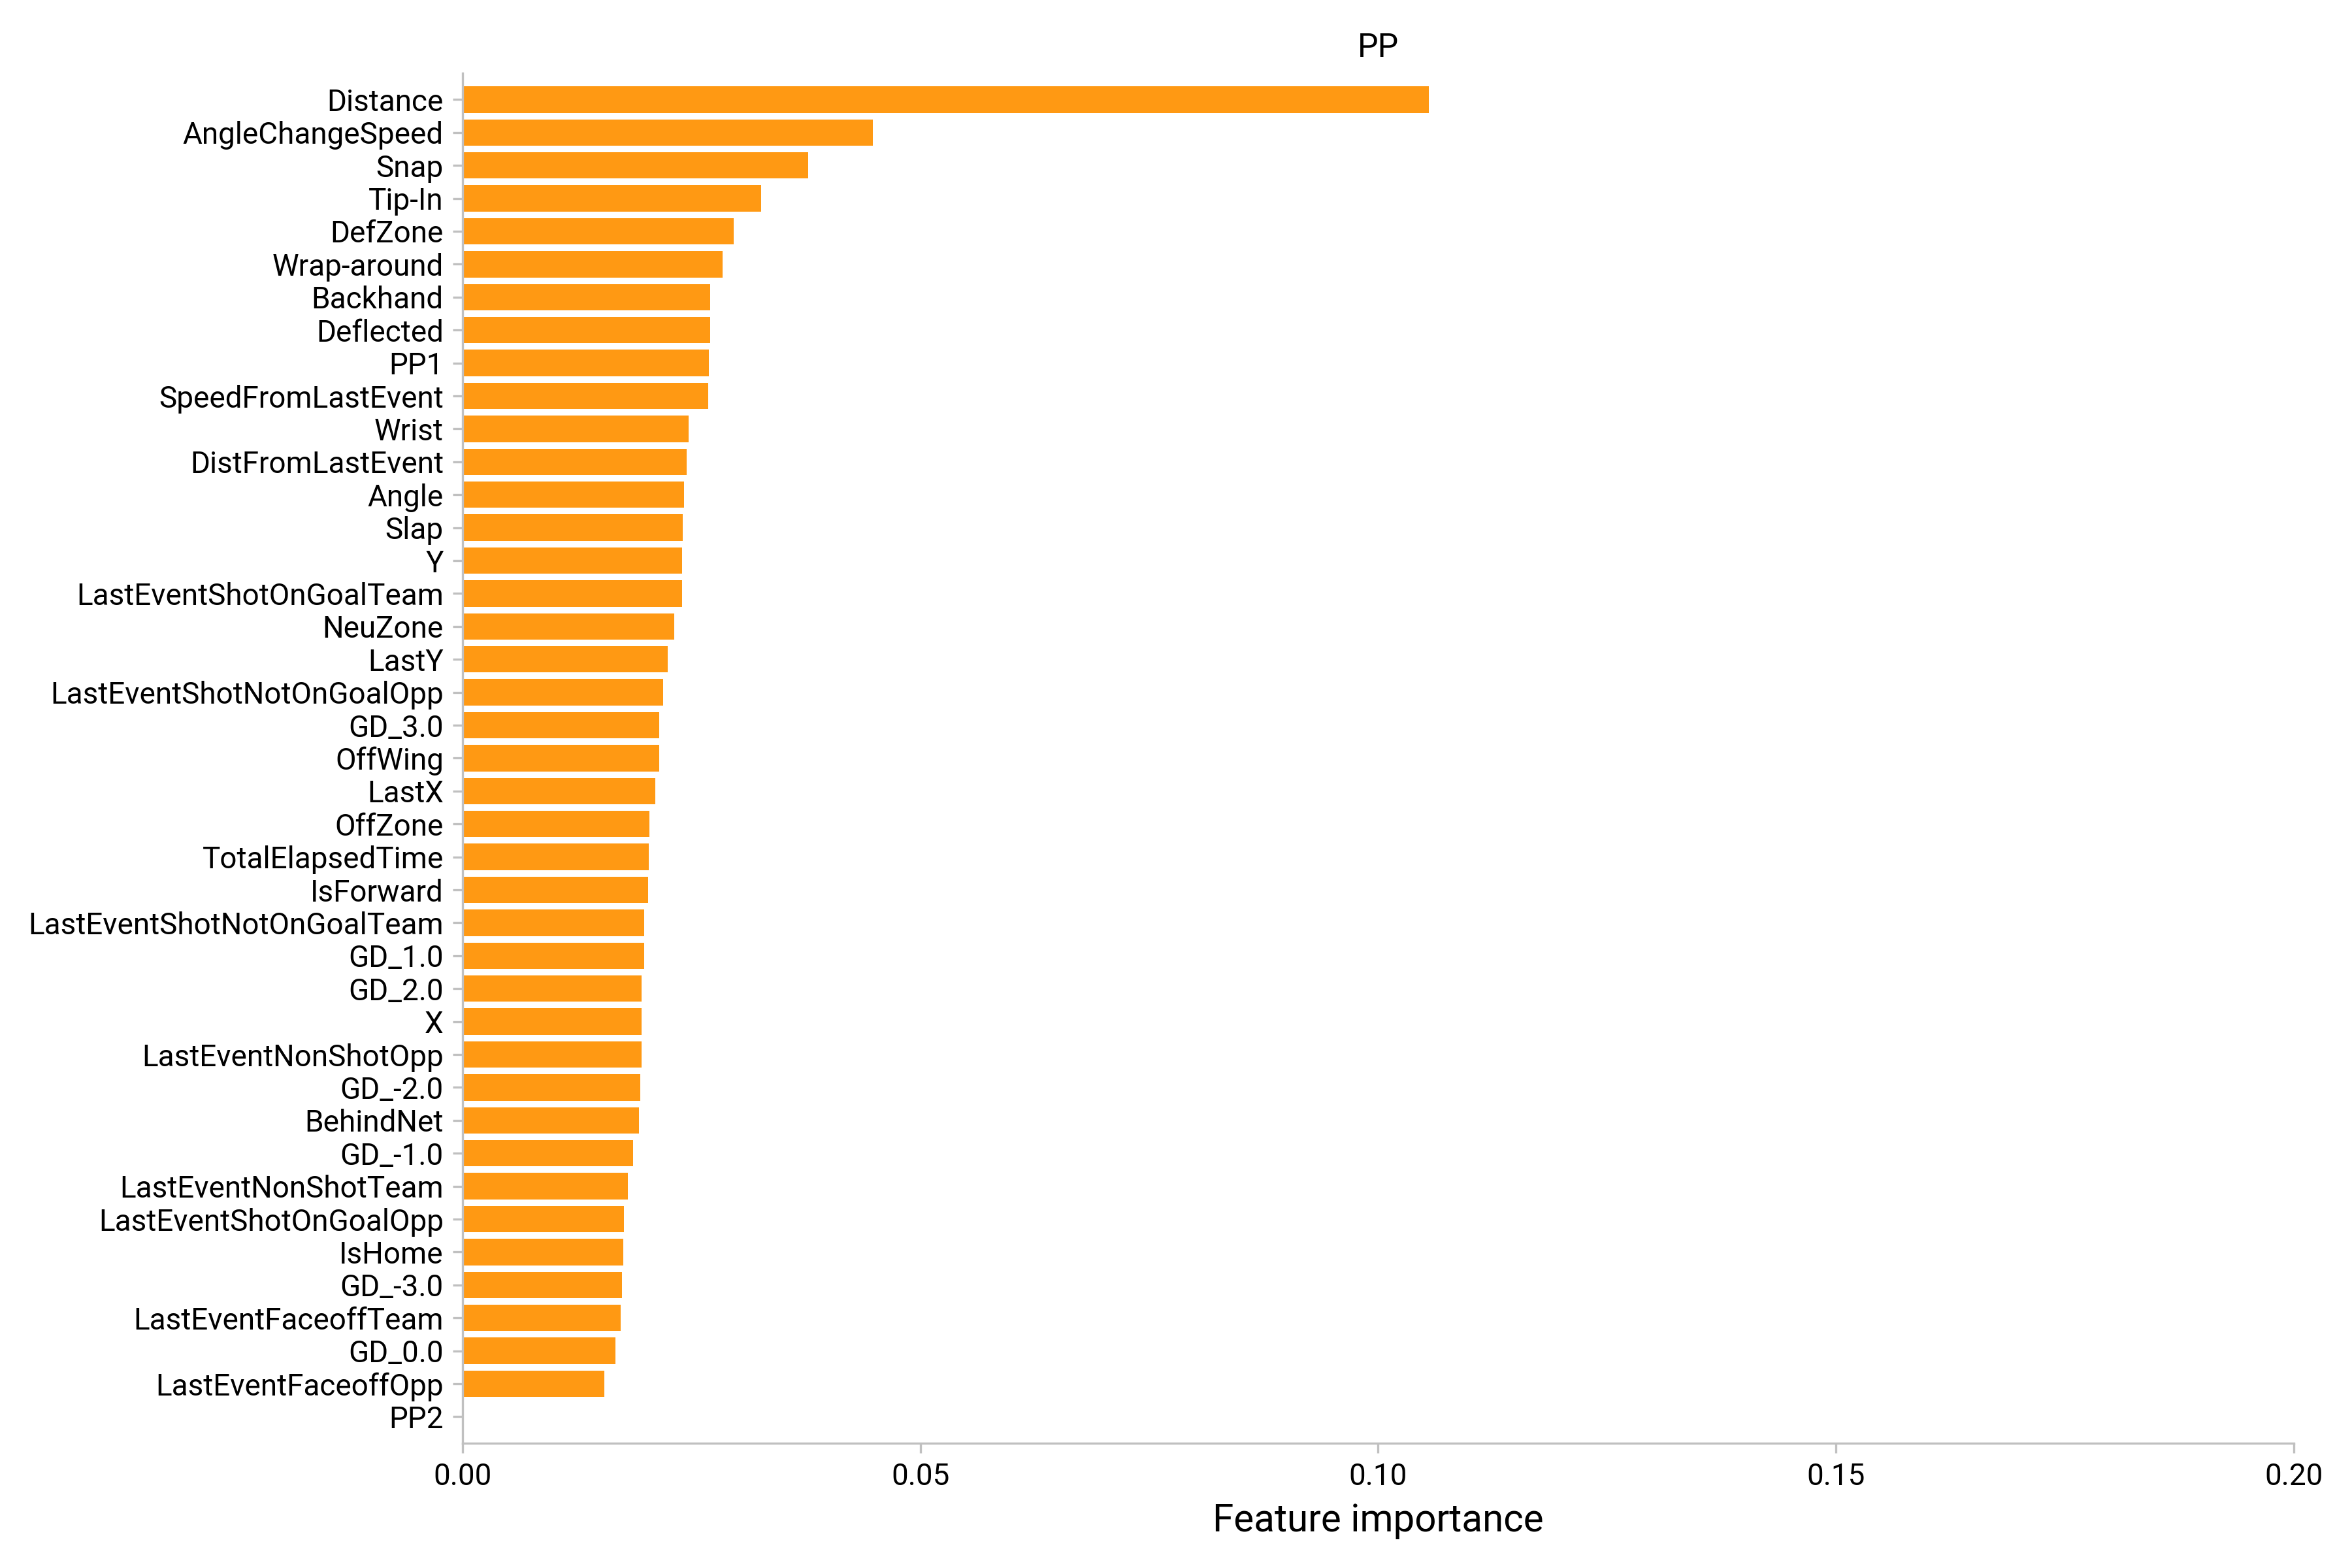 PP
Distance
AngleChangeSpeed
Snap
Tip-In
DefZone
Wrap-around
Backhand
Deflected
PP1
SpeedFromLastEvent
Wrist
DistFromLastEvent
Angle
Slap
Y
LastEventShotOnGoalTeam
NeuZone
LastY
LastEventShotNotOnGoalOpp
GD_3.0
OffWing
LastX
OffZone
TotalElapsedTime
IsForward
LastEventShotNotOnGoalTeam
GD_1.0
GD_2.0
X
LastEventNonShotOpp
GD_-2.0
BehindNet
GD_-1.0
LastEventNonShotTeam
LastEventShotOnGoalOpp
IsHome
GD_-3.0
LastEventFaceoffTeam
GD_0.0
LastEventFaceoffOpp
PP2
0.00 0.05 0.10 0.15 0.20
Feature importance